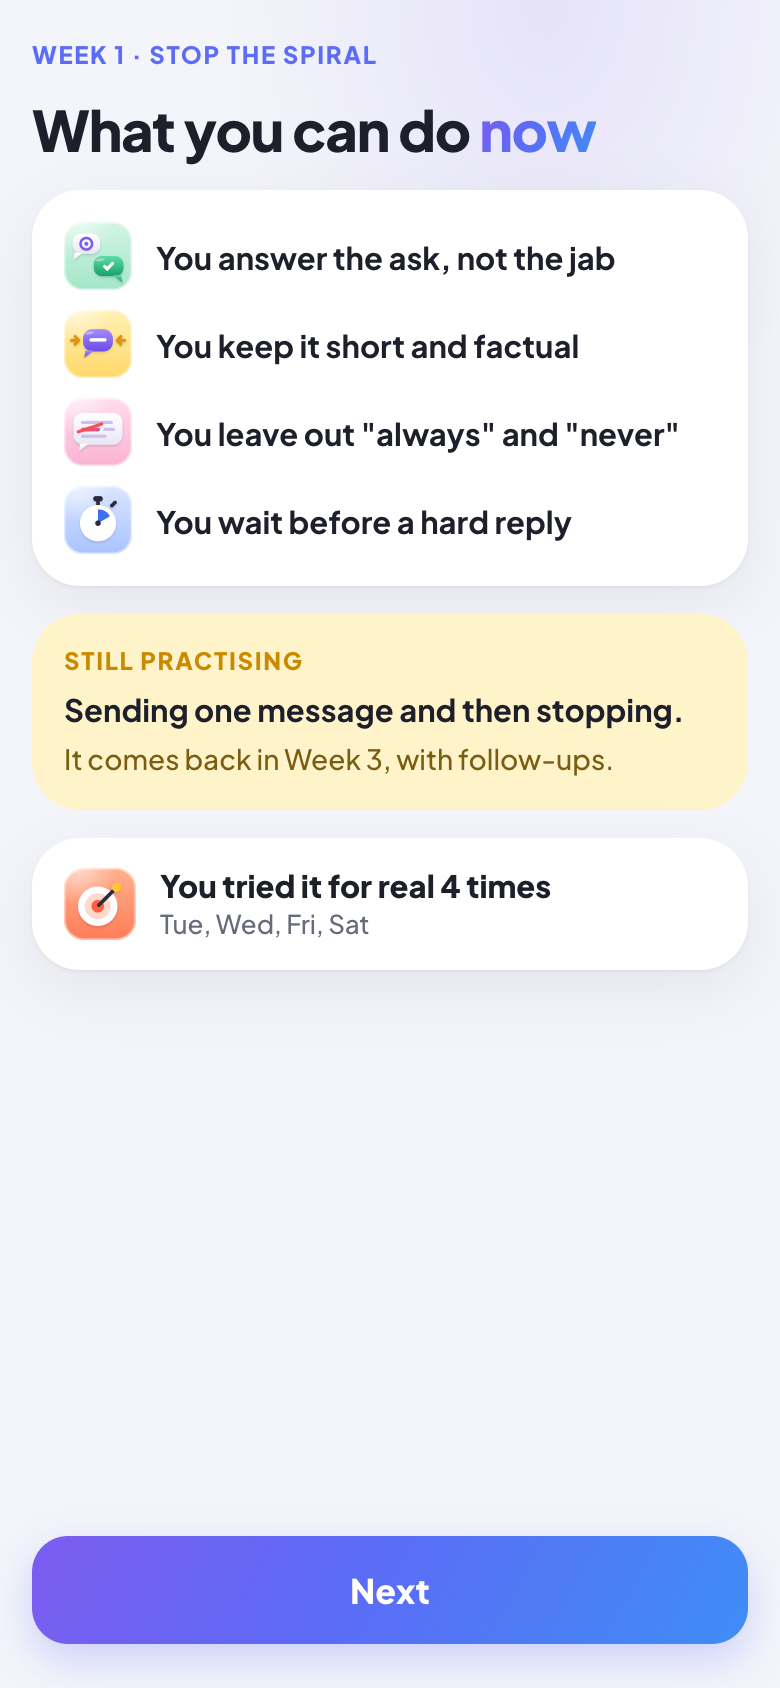 WEEK 1 · STOP THE SPIRAL
What you can do now
You answer the ask, not the jab
You keep it short and factual
You leave out "always" and "never"
You wait before a hard reply
STILL PRACTISING
Sending one message and then stopping.
It comes back in Week 3, with follow-ups.
You tried it for real 4 times
Tue, Wed, Fri, Sat
Next